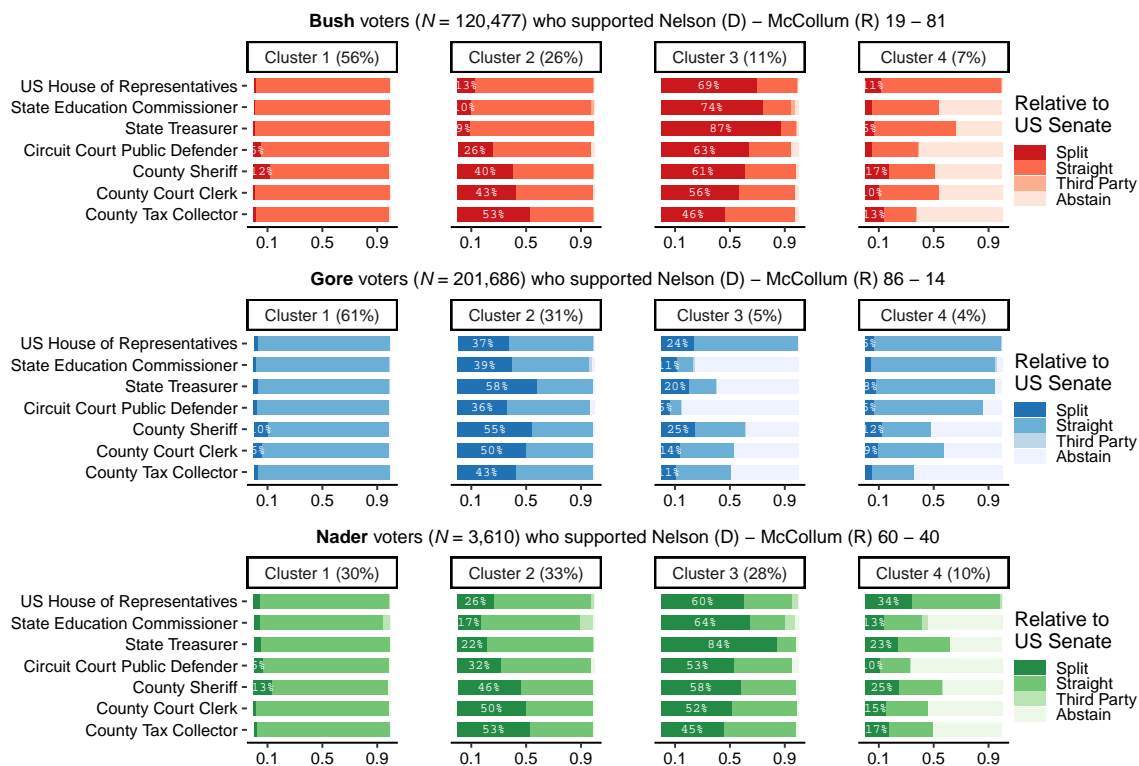 Bush voters (N = 120,477) who supported Nelson (D) − McCollum (R) 19 − 81
Cluster 1 (56%) Cluster 2 (26%) Cluster 3 (11%) Cluster 4 (7%)
US House of Representatives 13% 69% 11%
State Education Commissioner 10% 74%
State Treasurer 9% 87% 5%
Circuit Court Public Defender 5% 26% 63%
County Sheriff 12% 40% 61% 17%
County Court Clerk 43% 56% 10%
County Tax Collector 53% 46% 13%
0.1 0.5 0.9 0.1 0.5 0.9 0.1 0.5 0.9 0.1 0.5 0.9
Relative to
US Senate
Split
Straight
Third Party
Abstain
Gore voters (N = 201,686) who supported Nelson (D) − McCollum (R) 86 − 14
Cluster 1 (61%) Cluster 2 (31%) Cluster 3 (5%) Cluster 4 (4%)
US House of Representatives 37% 24% 5%
State Education Commissioner 39% 11%
State Treasurer 58% 20% 8%
Circuit Court Public Defender 36% 5% 5%
County Sheriff 10% 55% 25% 12%
County Court Clerk 5% 50% 14% 9%
County Tax Collector 43% 11%
0.1 0.5 0.9 0.1 0.5 0.9 0.1 0.5 0.9 0.1 0.5 0.9
Relative to
US Senate
Split
Straight
Third Party
Abstain
Nader voters (N = 3,610) who supported Nelson (D) − McCollum (R) 60 − 40
Cluster 1 (30%) Cluster 2 (33%) Cluster 3 (28%) Cluster 4 (10%)
US House of Representatives 26% 60% 34%
State Education Commissioner 17% 64% 13%
State Treasurer 22% 84% 23%
Circuit Court Public Defender 5% 32% 53% 10%
County Sheriff 13% 46% 58% 25%
County Court Clerk 50% 52% 15%
County Tax Collector 53% 45% 17%
0.1 0.5 0.9 0.1 0.5 0.9 0.1 0.5 0.9 0.1 0.5 0.9
Relative to
US Senate
Split
Straight
Third Party
Abstain